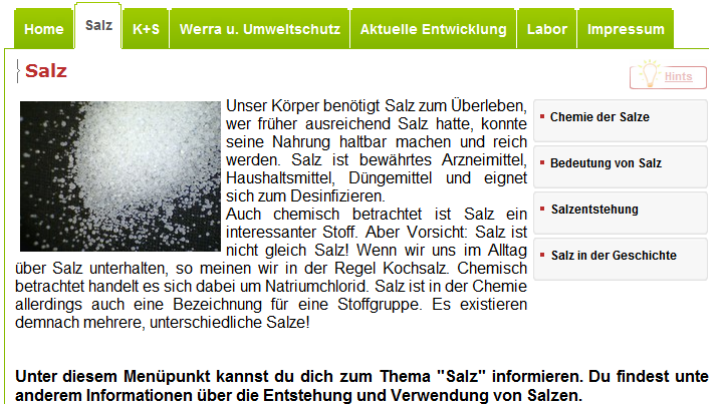 Home Salz K+S Werra u. Umweltschutz Aktuelle Entwicklung Labor Impressum
Salz
Hints
Unser Körper benötigt Salz zum Überleben,
wer früher ausreichend Salz hatte, konnte
seine Nahrung haltbar machen und reich
werden. Salz ist bewährtes Arzneimittel,
Haushaltsmittel, Düngemittel und eignet
sich zum Desinfizieren.
Auch chemisch betrachtet ist Salz ein
interessanter Stoff. Aber Vorsicht: Salz ist
nicht gleich Salz! Wenn wir uns im Alltag
über Salz unterhalten, so meinen wir in der Regel Kochsalz. Chemisch
betrachtet handelt es sich dabei um Natriumchlorid. Salz ist in der Chemie
allerdings auch eine Bezeichnung für eine Stoffgruppe. Es existieren
demnach mehrere, unterschiedliche Salze!
Chemie der Salze
Bedeutung von Salz
Salzentstehung
Salz in der Geschichte
Unter diesem Menüpunkt kannst du dich zum Thema "Salz" informieren. Du findest unte
anderem Informationen über die Entstehung und Verwendung von Salzen.